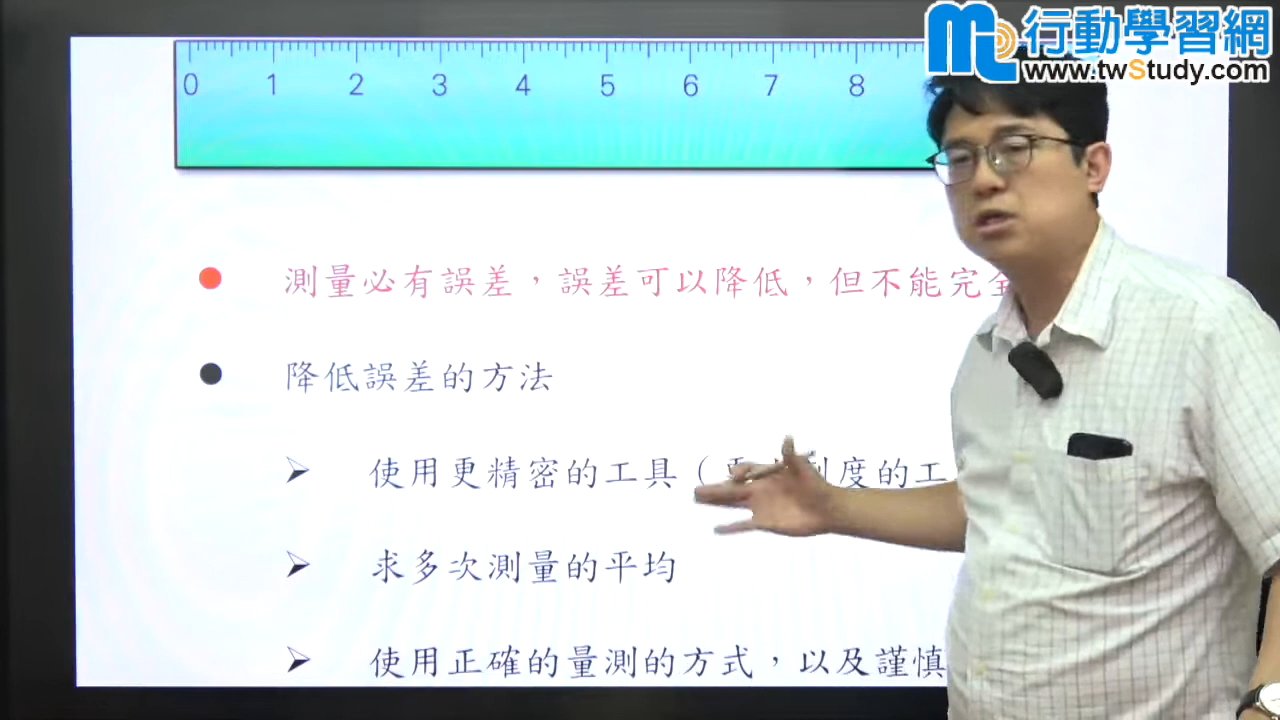 行動學習網
www.twStudy.com
0 1 2 3 4 5 6 7 8
測量必有誤差，誤差可以降低，但不能完全
降低誤差的方法
使用更精密的工具（ 刻度的工
求多次測量的平均
使用正確的量測的方式，以及謹慎